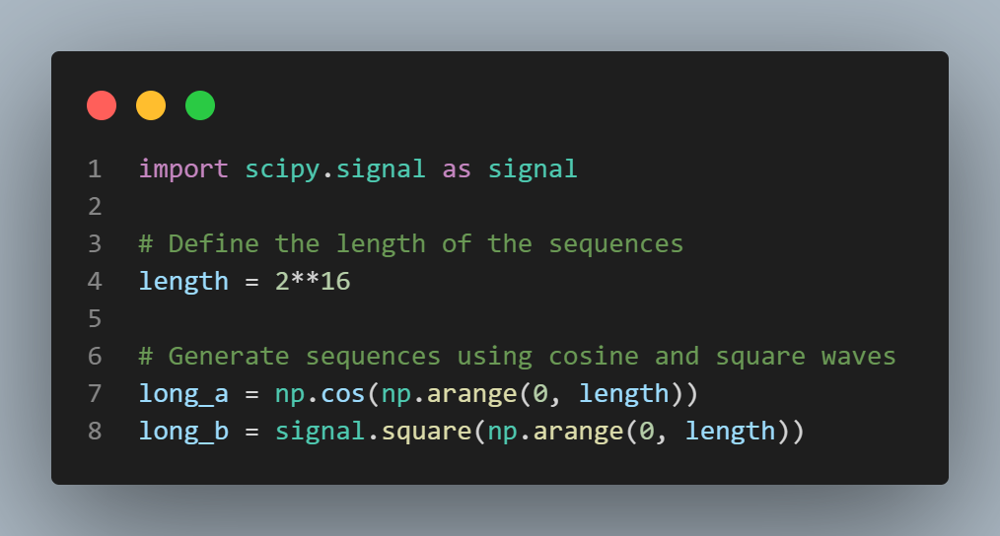 1 import scipy.signal as signal
2
3 # Define the length of the sequences
4 length = 2**16
5
6 # Generate sequences using cosine and square waves
7 long_a = np.cos(np.arange(0, length))
8 long_b = signal.square(np.arange(0, length))